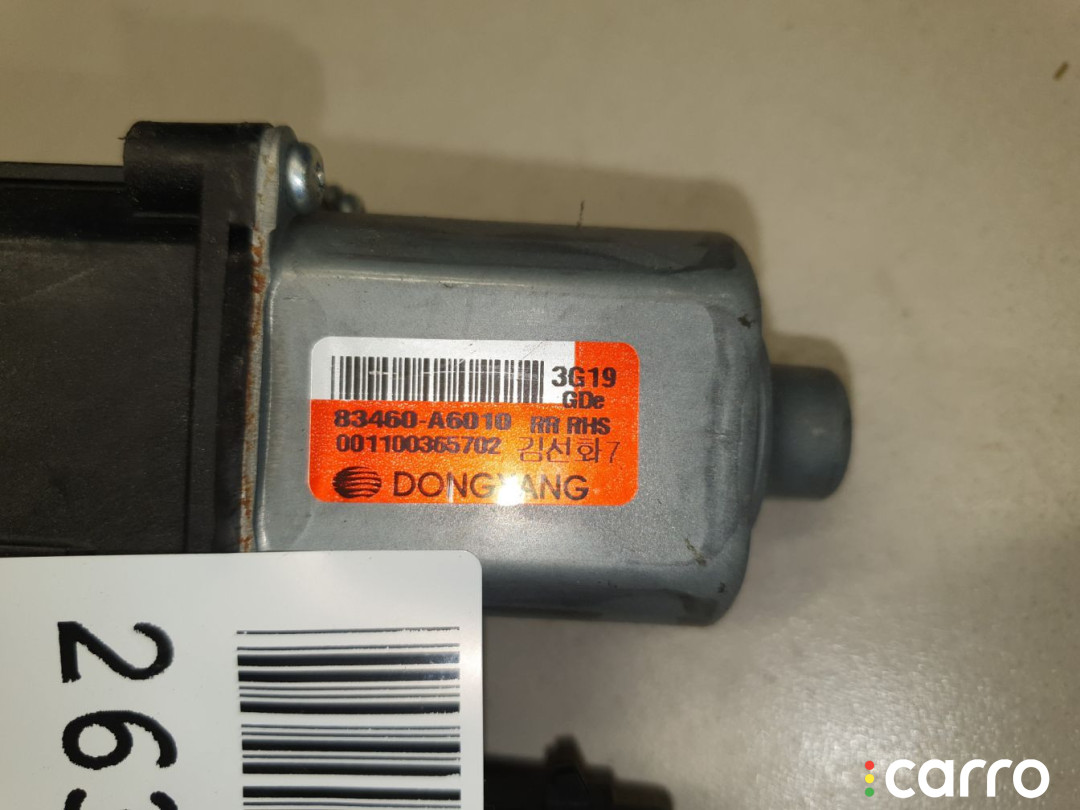 3G19
GDe
83460-A6010 RR RHS
001100365702 김선화 7
DONGYANG
263
carro